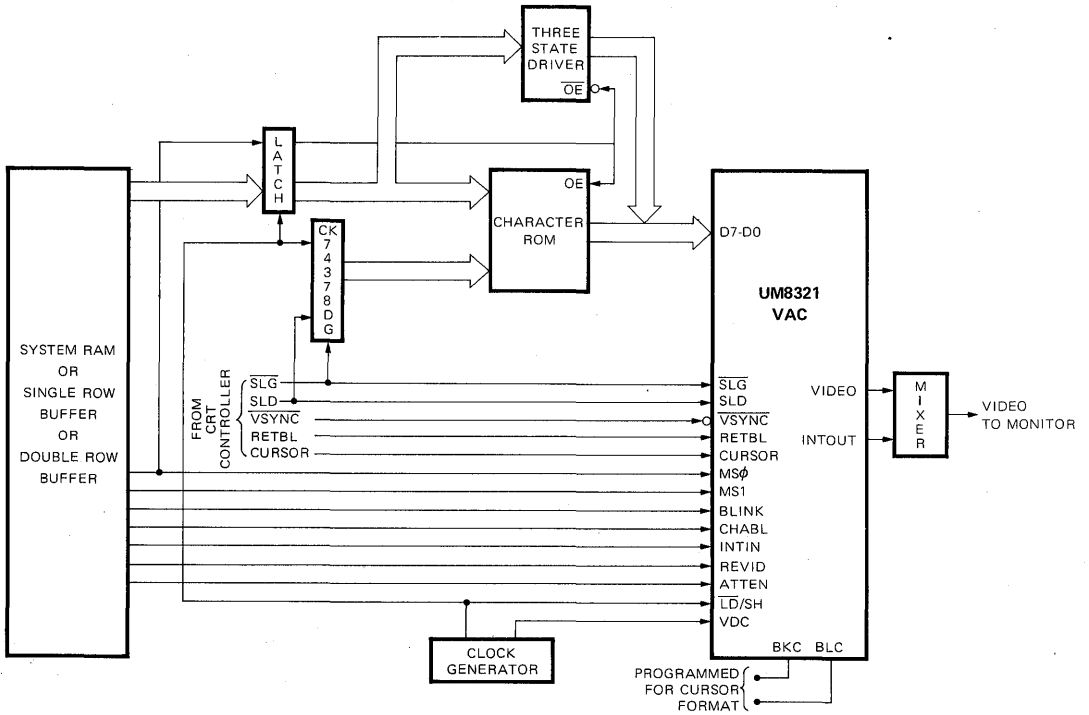 THREE
STATE
DRIVER
OE
LATCH
OE
CHARACTER
ROM
D7-D0
CK
74378
DG
UM8321
VAC
SYSTEM RAM
OR
SINGLE ROW
BUFFER
OR
DOUBLE ROW
BUFFER
FROM
CRT
CONTROLLER
SLG
SLD
VSYNC
RETBL
CURSOR
SLG
SLD
VSYNC
RETBL
CURSOR
MSϕ
MS1
BLINK
CHABL
INTIN
REVID
ATTEN
LD/SH
VDC
VIDEO
INTOUT
MIXER
VIDEO
TO MONITOR
CLOCK
GENERATOR
BKC BLC
PROGRAMMED
FOR CURSOR
FORMAT